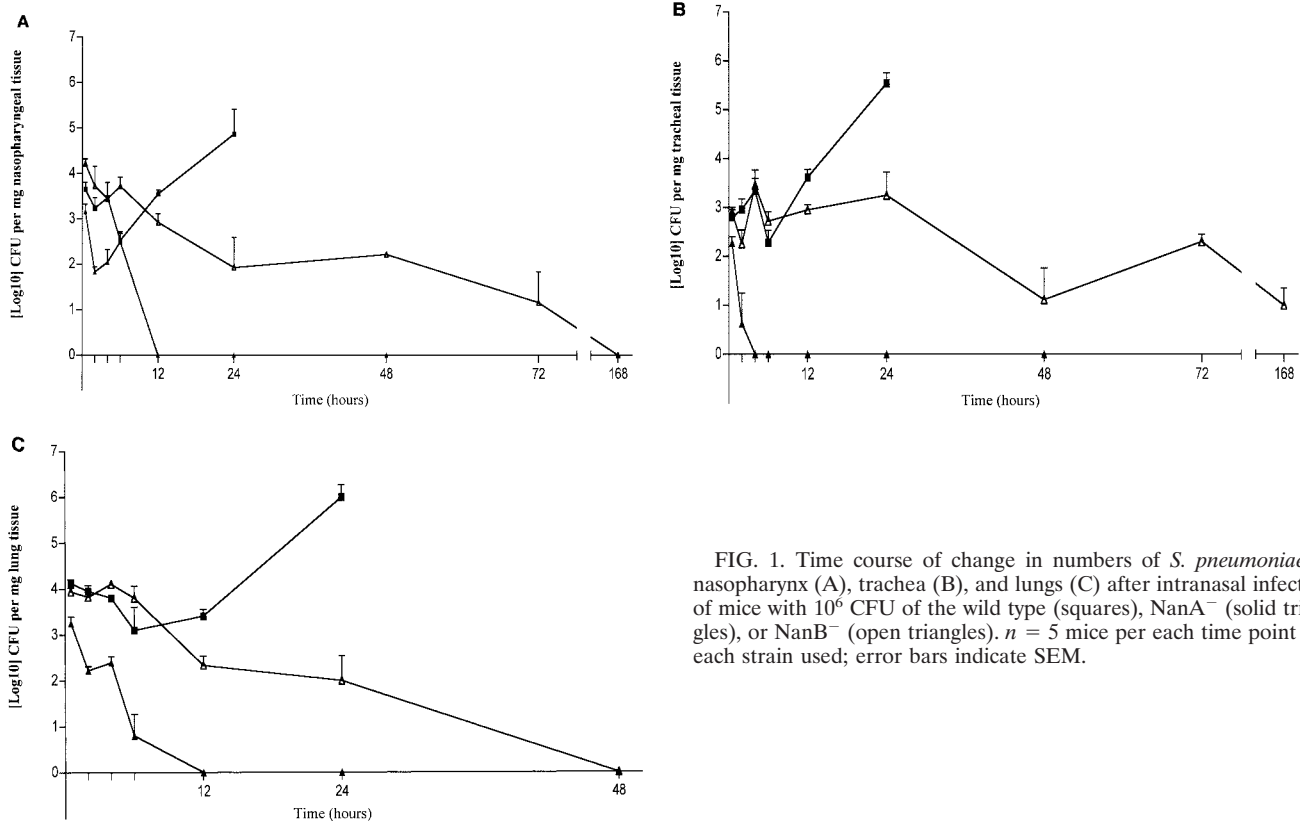 A
[Log10] CFU per mg nasopharyngeal tissue
7
6
5
4
3
2
1
0
12
24
48
72
168
Time (hours)
B
[Log10] CFU per mg tracheal tissue
7
6
5
4
3
2
1
0
12
24
48
72
168
Time (hours)
C
[Log10] CFU per mg lung tissue
7
6
5
4
3
2
1
0
12
24
48
Time (hours)
FIG. 1. Time course of change in numbers of S. pneumoniae
nasopharynx (A), trachea (B), and lungs (C) after intranasal infect
of mice with 10⁶ CFU of the wild type (squares), NanA⁻ (solid tri
gles), or NanB⁻ (open triangles). n = 5 mice per each time point
each strain used; error bars indicate SEM.